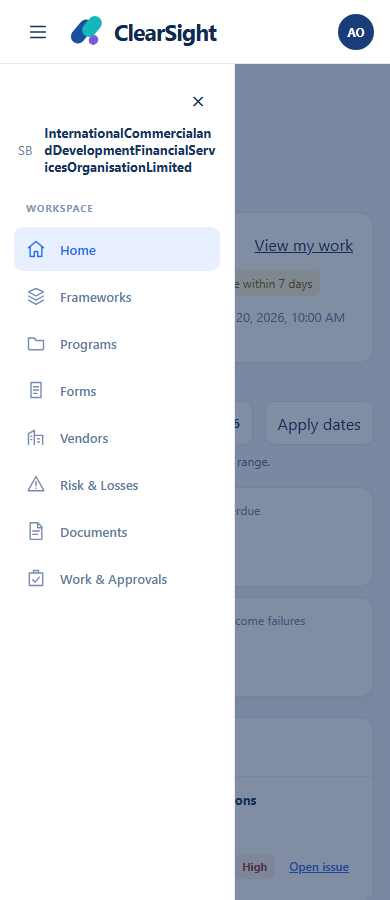 ClearSight
AO
SB
InternationalCommercialan
dDevelopmentFinancialServ
icesOrganisationLimited
WORKSPACE
Home
Frameworks
Programs
Forms
Vendors
Risk & Losses
Documents
Work & Approvals
View my work
e within 7 days
20, 2026, 10:00 AM
Apply dates
range.
erdue
come failures
ons
High
Open issue